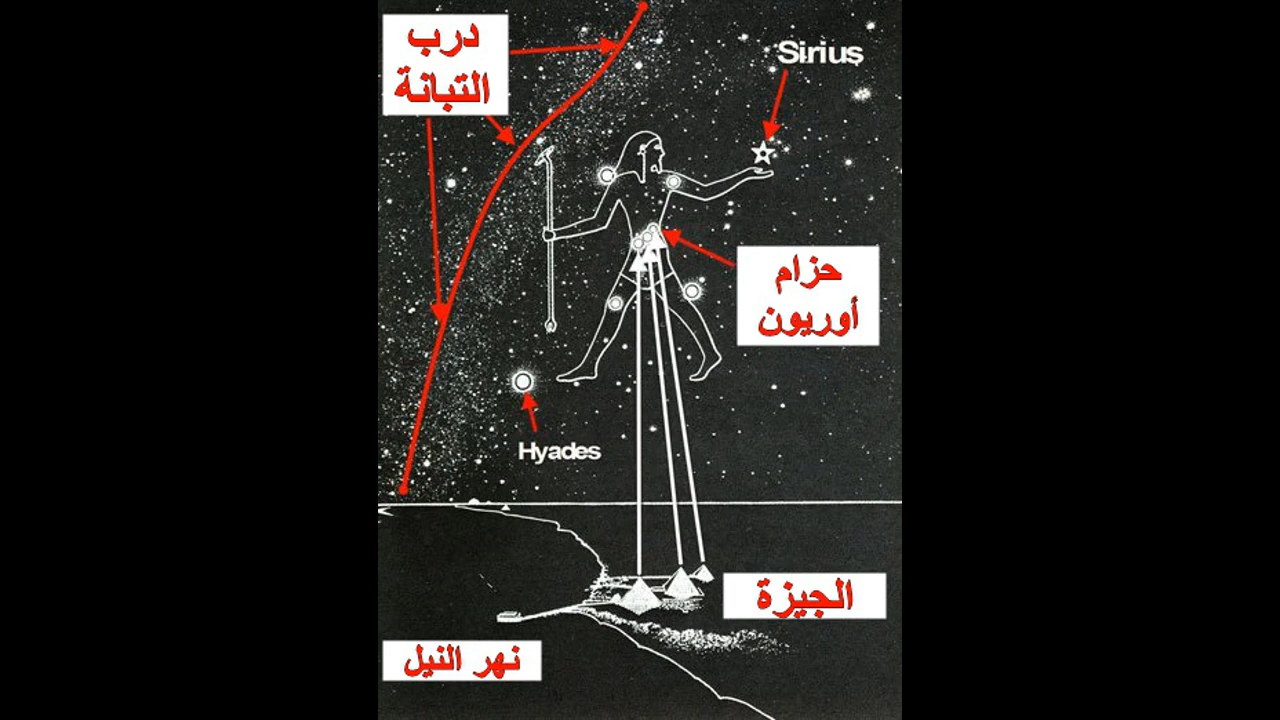 درب
التبانة
Sirius
حزام
أوريون
Hyades
الجيزة
نهر النيل